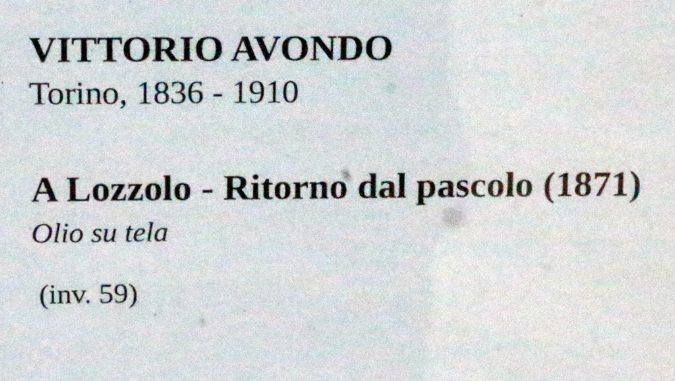 VITTORIO AVONDO
Torino, 1836 - 1910
A Lozzolo - Ritorno dal pascolo (1871)
Olio su tela
(inv. 59)